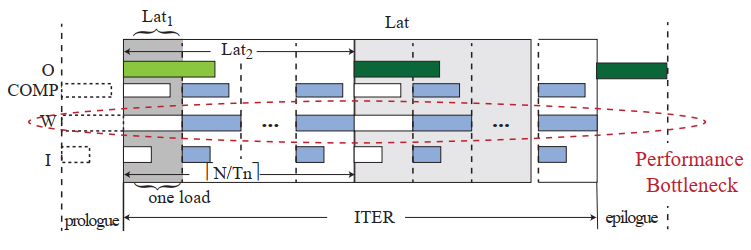 Lat1
Lat
Lat2
O
COMP
W
...
...
I
⌈N/Tn⌉
one load
Performance
Bottleneck
prologue
ITER
epilogue